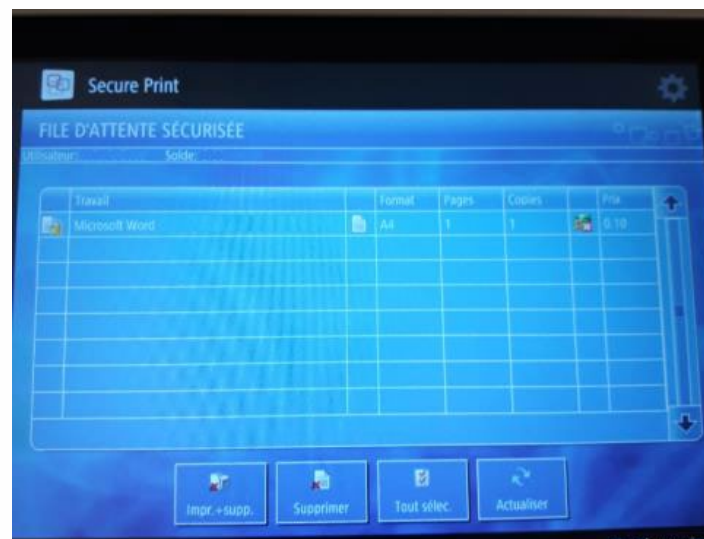 Secure Print
FILE D'ATTENTE SÉCURISÉE
Utilisateur: Solde:
Travail Format Pages Copies Prix
Microsoft Word A4 1 1 0.10
Impr.+supp. Supprimer Tout sélec. Actualiser